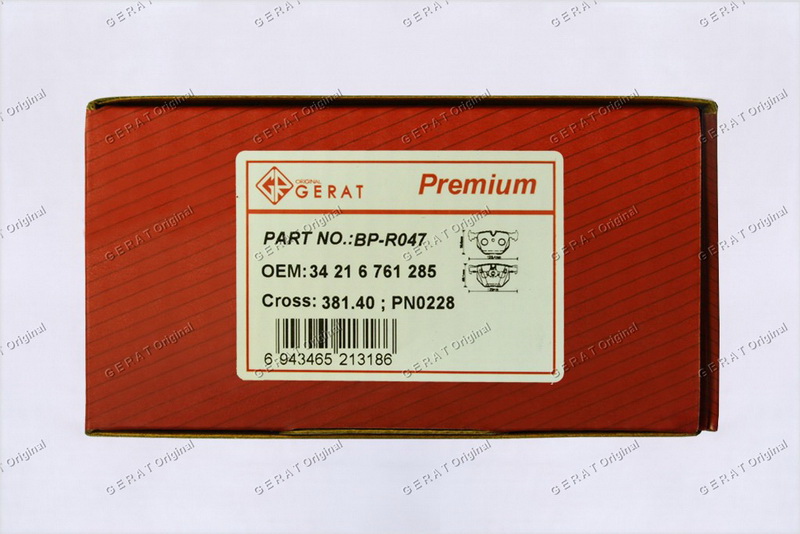 ORIGINAL
GERAT
Premium
PART NO.:BP-R047
OEM:34 21 6 761 285
Cross: 381.40 ; PN0228
6 943465 213186
GERAT Original